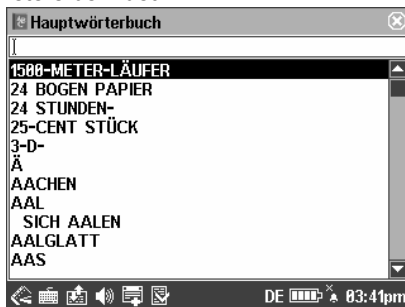 Hauptwörterbuch
1500-METER-LÄUFER
24 BOGEN PAPIER
24 STUNDEN-
25-CENT STÜCK
3-D-
Ä
AACHEN
AAL
SICH AALEN
AALGLATT
AAS
DE 03:41pm